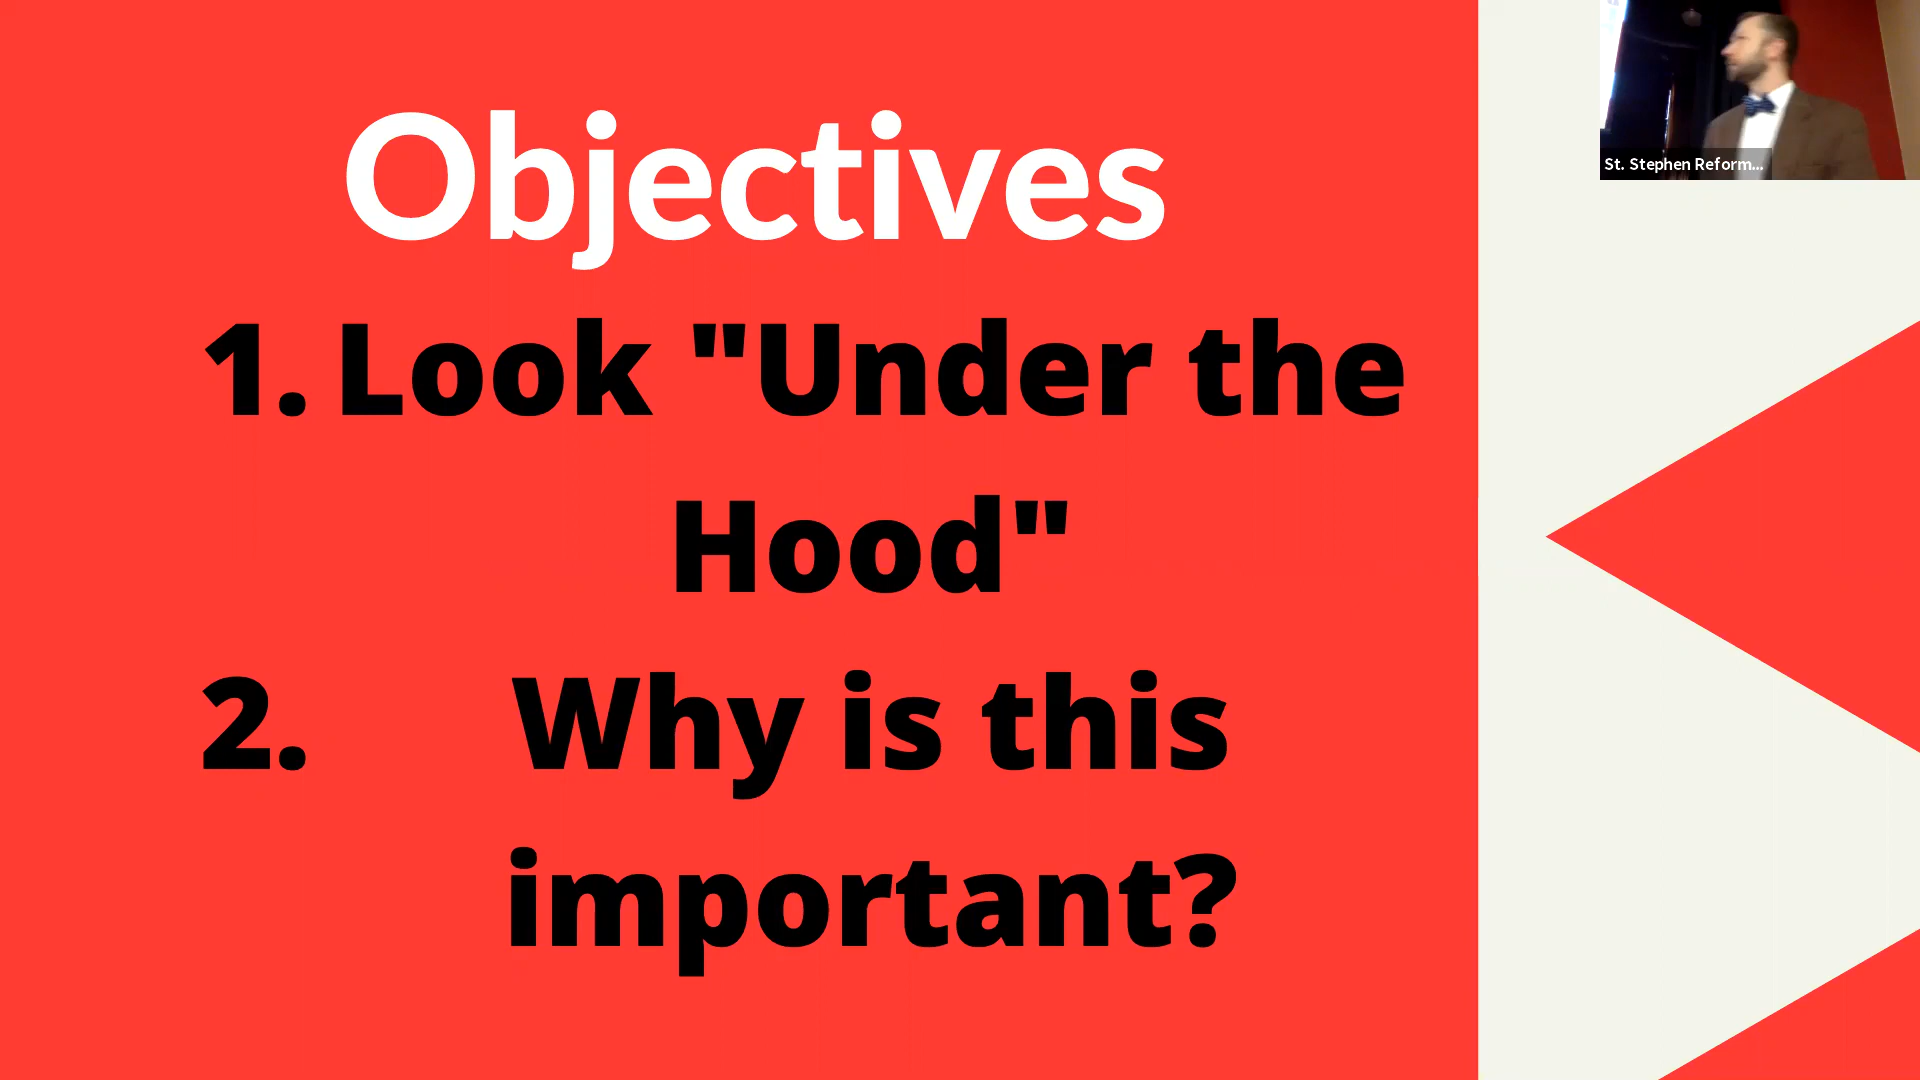 Objectives
1. Look "Under the
Hood"
2. Why is this
important?
St. Stephen Reform...